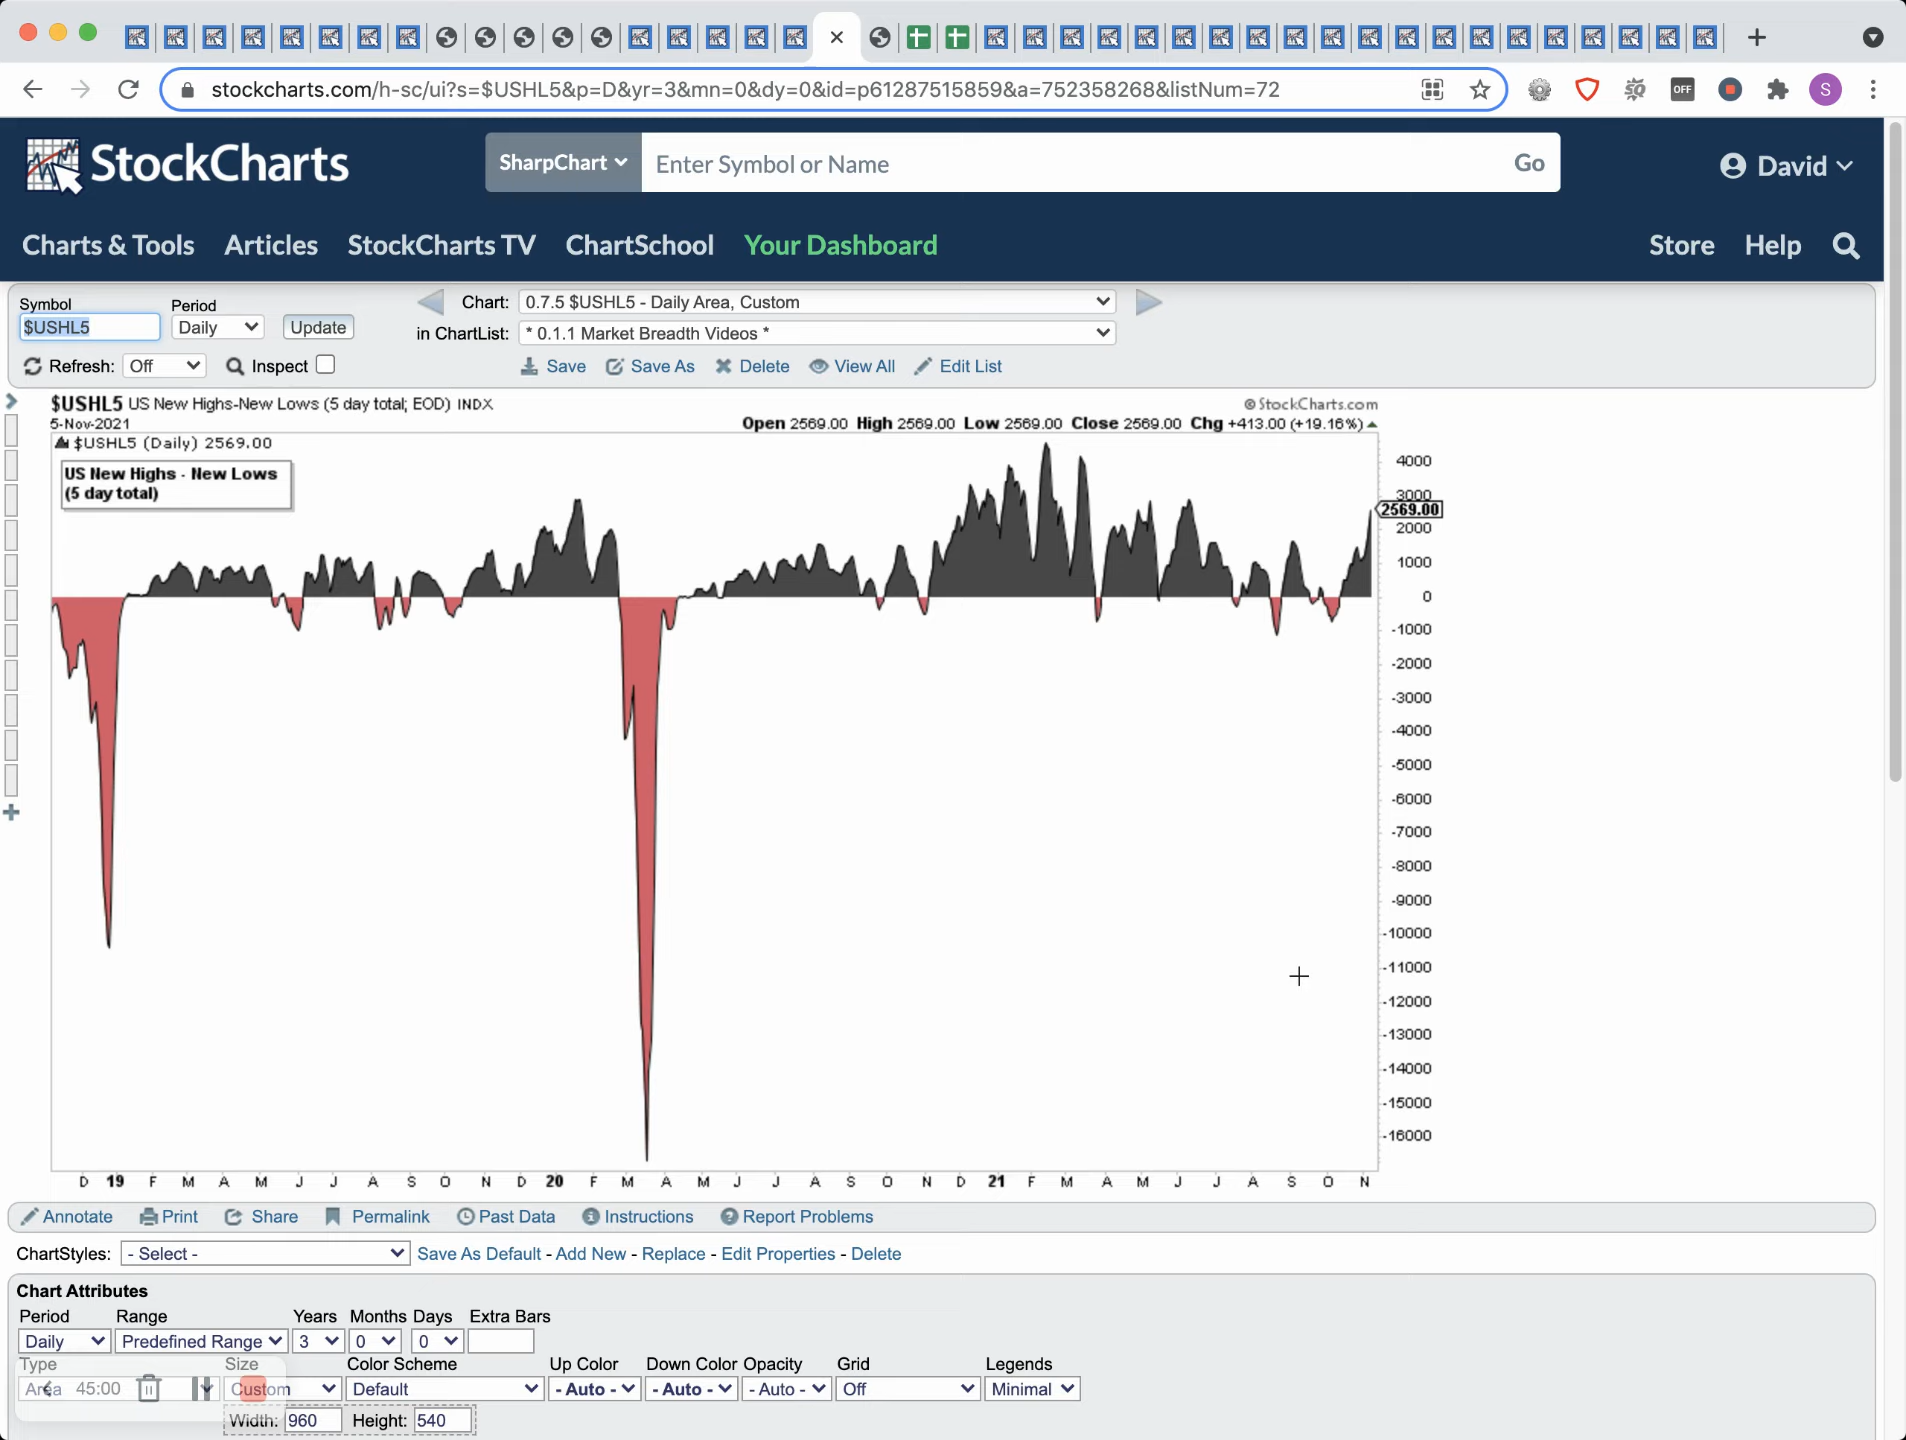 stockcharts.com/h-sc/ui?s=$USHL5&p=D&yr=3&mn=0&dy=0&id=p61287515859&a=752358268&listNum=72
OFF
S
StockCharts
SharpChart
Enter Symbol or Name
Go
David
Charts & Tools Articles StockCharts TV ChartSchool Your Dashboard Store Help
Symbol Period
$USHL5 Daily Update
Chart: 0.7.5 $USHL5 - Daily Area, Custom
in ChartList: * 0.1.1 Market Breadth Videos *
Refresh: Off Inspect
Save Save As Delete View All Edit List
$USHL5 US New Highs-New Lows (5 day total; EOD) INDX
© StockCharts.com
5-Nov-2021
Open 2569.00 High 2569.00 Low 2569.00 Close 2569.00 Chg +413.00 (+19.16%)
$USHL5 (Daily) 2569.00
US New Highs - New Lows
(5 day total)
4000
3000
2569.00
2000
1000
0
-1000
-2000
-3000
-4000
-5000
-6000
-7000
-8000
-9000
-10000
-11000
-12000
-13000
-14000
-15000
-16000
D 19 F M A M J J A S O N D 20 F M A M J J A S O N D 21 F M A M J J A S O N
Annotate Print Share Permalink Past Data Instructions Report Problems
ChartStyles: - Select - Save As Default - Add New - Replace - Edit Properties - Delete
Chart Attributes
Period Range Years Months Days Extra Bars
Daily Predefined Range 3 0 0
Type Size Color Scheme Up Color Down Color Opacity Grid Legends
Area 45:00 Custom Default - Auto - - Auto - - Auto - Off Minimal
Width: 960 Height: 540